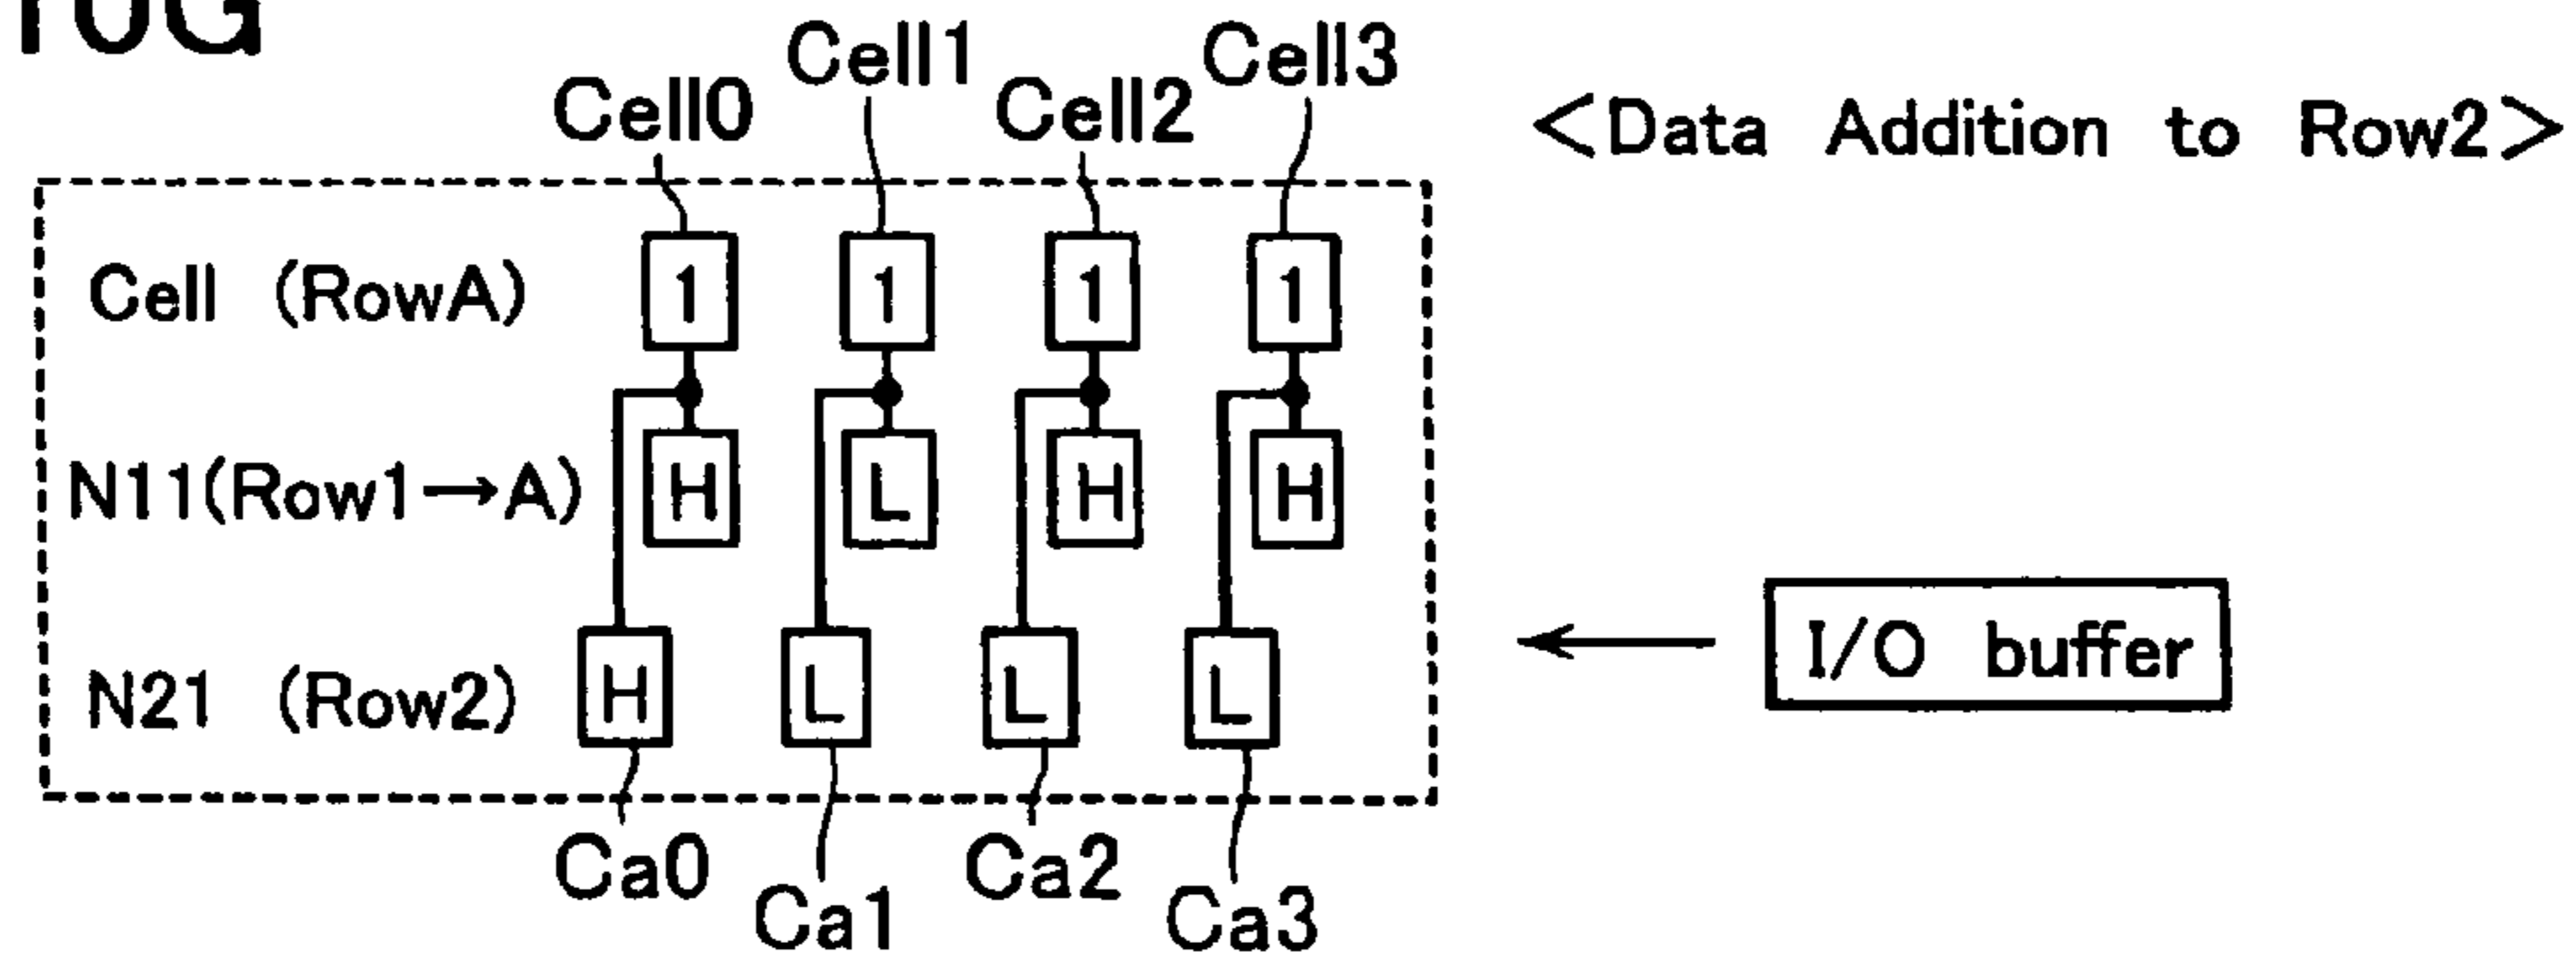 10G
Cell0 Cell1 Cell2 Cell3
<Data Addition to Row2>
Cell (RowA) 1 1 1 1
N11(Row1→A) H L H H
N21 (Row2) H L L L
I/O buffer
Ca0 Ca1 Ca2 Ca3